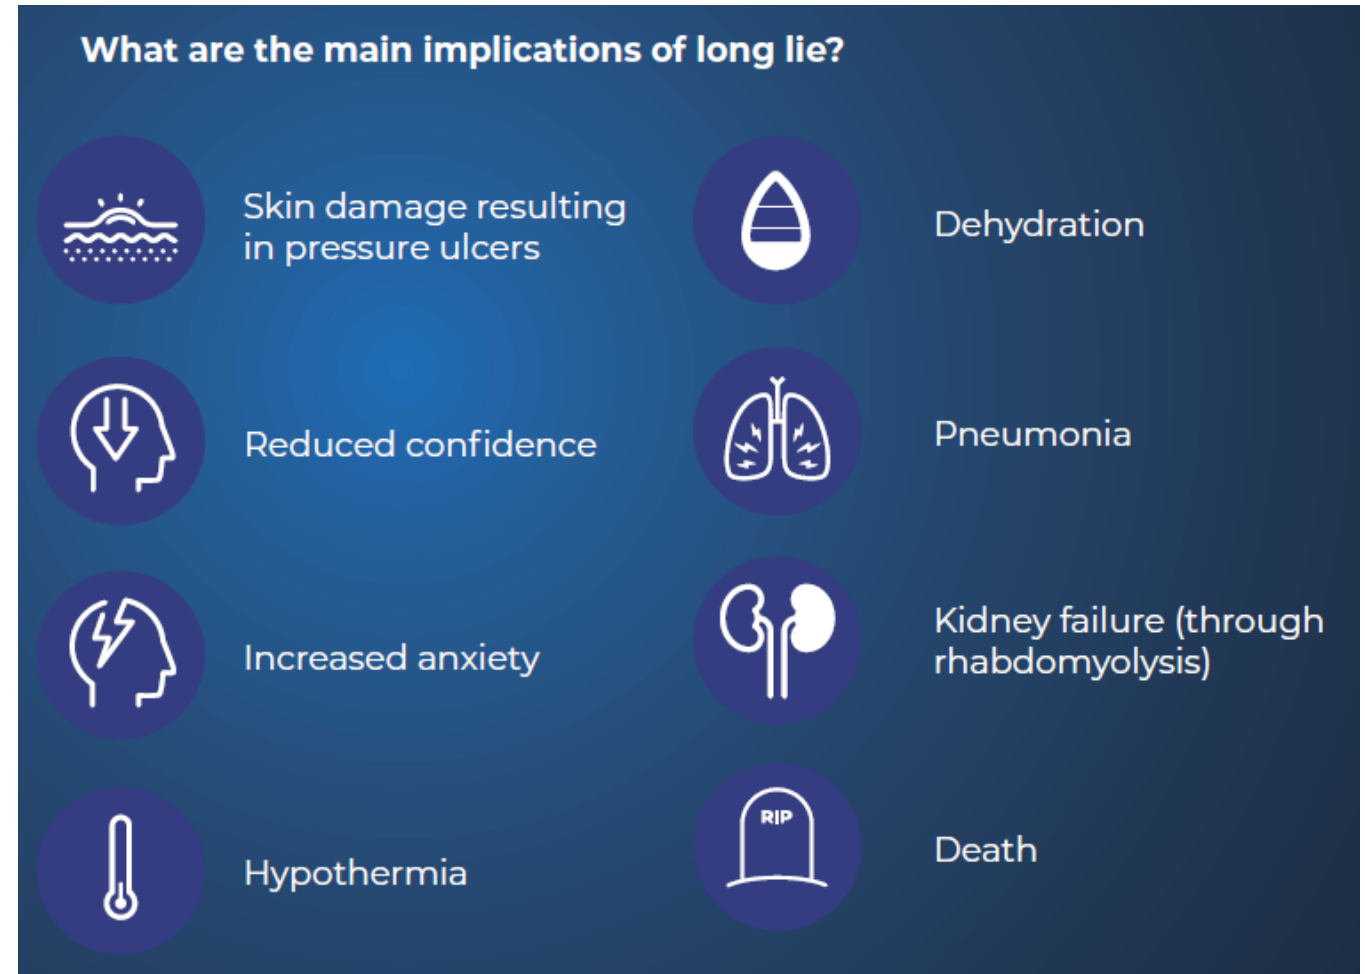 What are the main implications of long lie?
Skin damage resulting
in pressure ulcers
Reduced confidence
Increased anxiety
Hypothermia
Dehydration
Pneumonia
Kidney failure (through
rhabdomyolysis)
RIP
Death